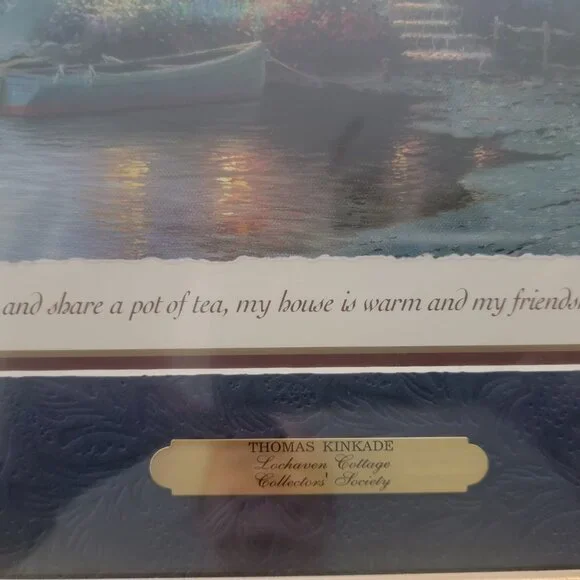 and share a pot of tea, my house is warm and my friends
THOMAS KINKADE
Lochaven Cottage
Collectors' Society